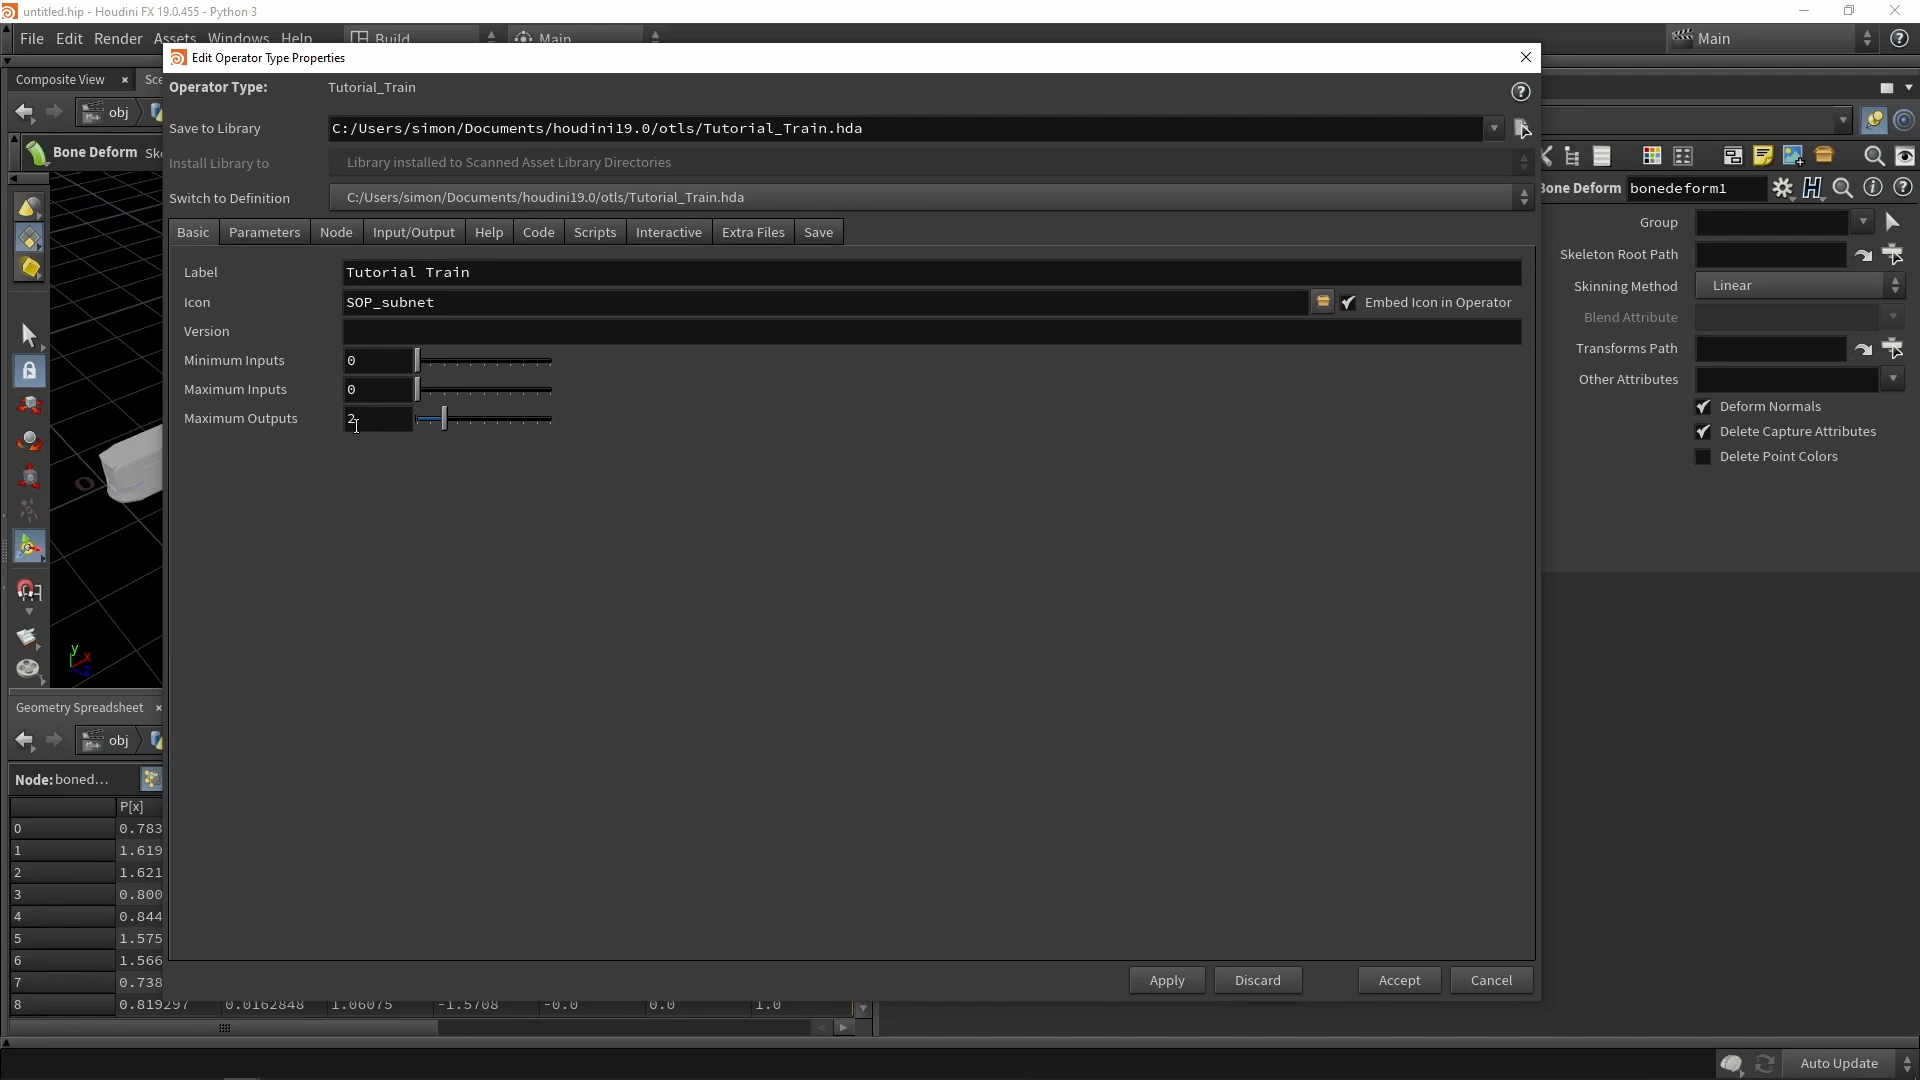 untitled.hip - Houdini FX 19.0.455 - Python 3
File Edit Render Assets Windows Help Build Main Main
Edit Operator Type Properties
Composite View × Sce
Operator Type: Tutorial_Train
obj
Save to Library C:/Users/simon/Documents/houdini19.0/otls/Tutorial_Train.hda
Bone Deform Sk
Install Library to Library installed to Scanned Asset Library Directories
Switch to Definition C:/Users/simon/Documents/houdini19.0/otls/Tutorial_Train.hda
Bone Deform bonedeform1
Basic Parameters Node Input/Output Help Code Scripts Interactive Extra Files Save
Group
Skeleton Root Path
Label Tutorial Train
Skinning Method Linear
Icon SOP_subnet Embed Icon in Operator
Blend Attribute
Version
Transforms Path
Minimum Inputs 0
Other Attributes
Maximum Inputs 0
Deform Normals
Maximum Outputs 2
Delete Capture Attributes
Delete Point Colors
y
x
z
Geometry Spreadsheet ×
obj
Node: boned...
P[x]
0 0.783
1 1.619
2 1.621
3 0.800
4 0.844
5 1.575
6 1.566
7 0.738
Apply Discard Accept Cancel
8 0.819297 0.0162848 1.06075 -1.5708 -0.0 0.0 1.0
Auto Update